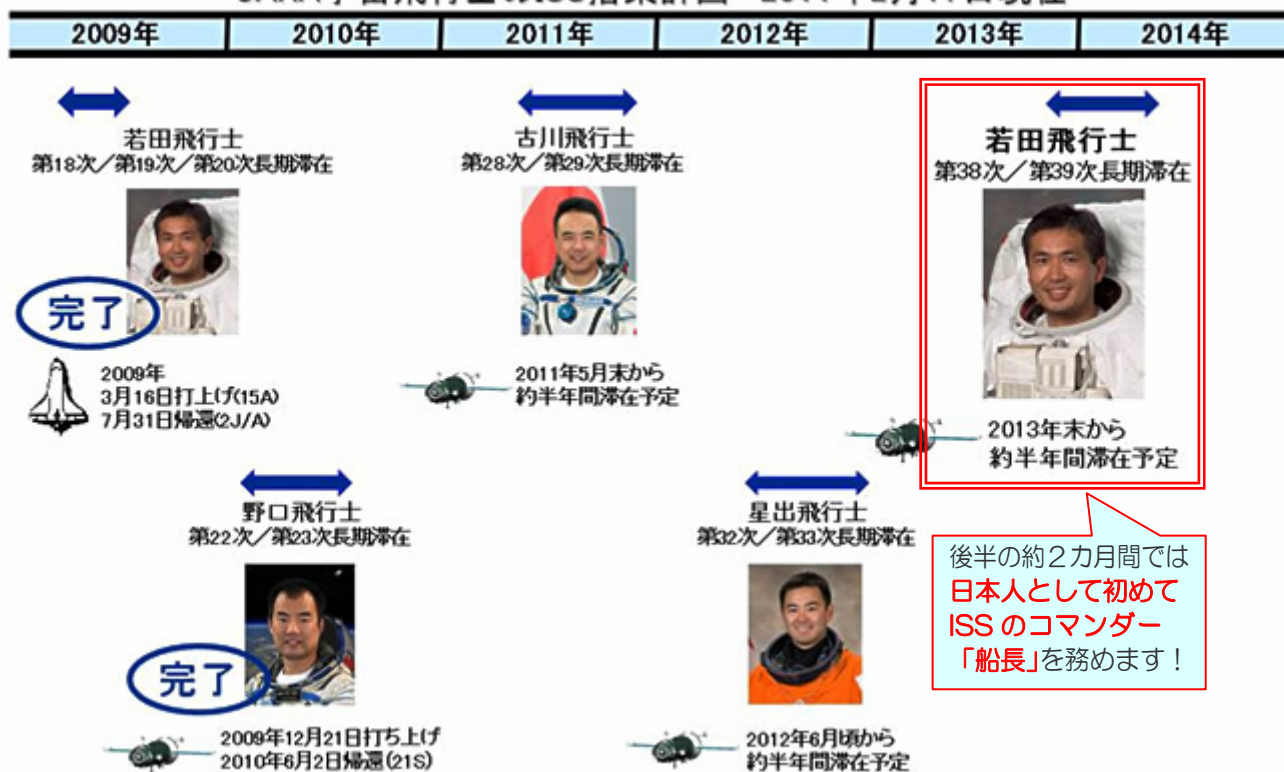 2009年
2010年
2011年
2012年
2013年
2014年
若田飛行士
第18次／第19次／第20次長期滞在
完了
2009年
3月16日打上げ(15A)
7月31日帰還(2J/A)
古川飛行士
第28次／第29次長期滞在
2011年5月末から
約半年間滞在予定
若田飛行士
第38次／第39次長期滞在
2013年末から
約半年間滞在予定
野口飛行士
第22次／第23次長期滞在
完了
2009年12月21日打ち上げ
2010年6月2日帰還(21S)
星出飛行士
第32次／第33次長期滞在
2012年6月頃から
約半年間滞在予定
後半の約２カ月間では
日本人として初めて
ISS のコマンダー
「船長」を務めます！